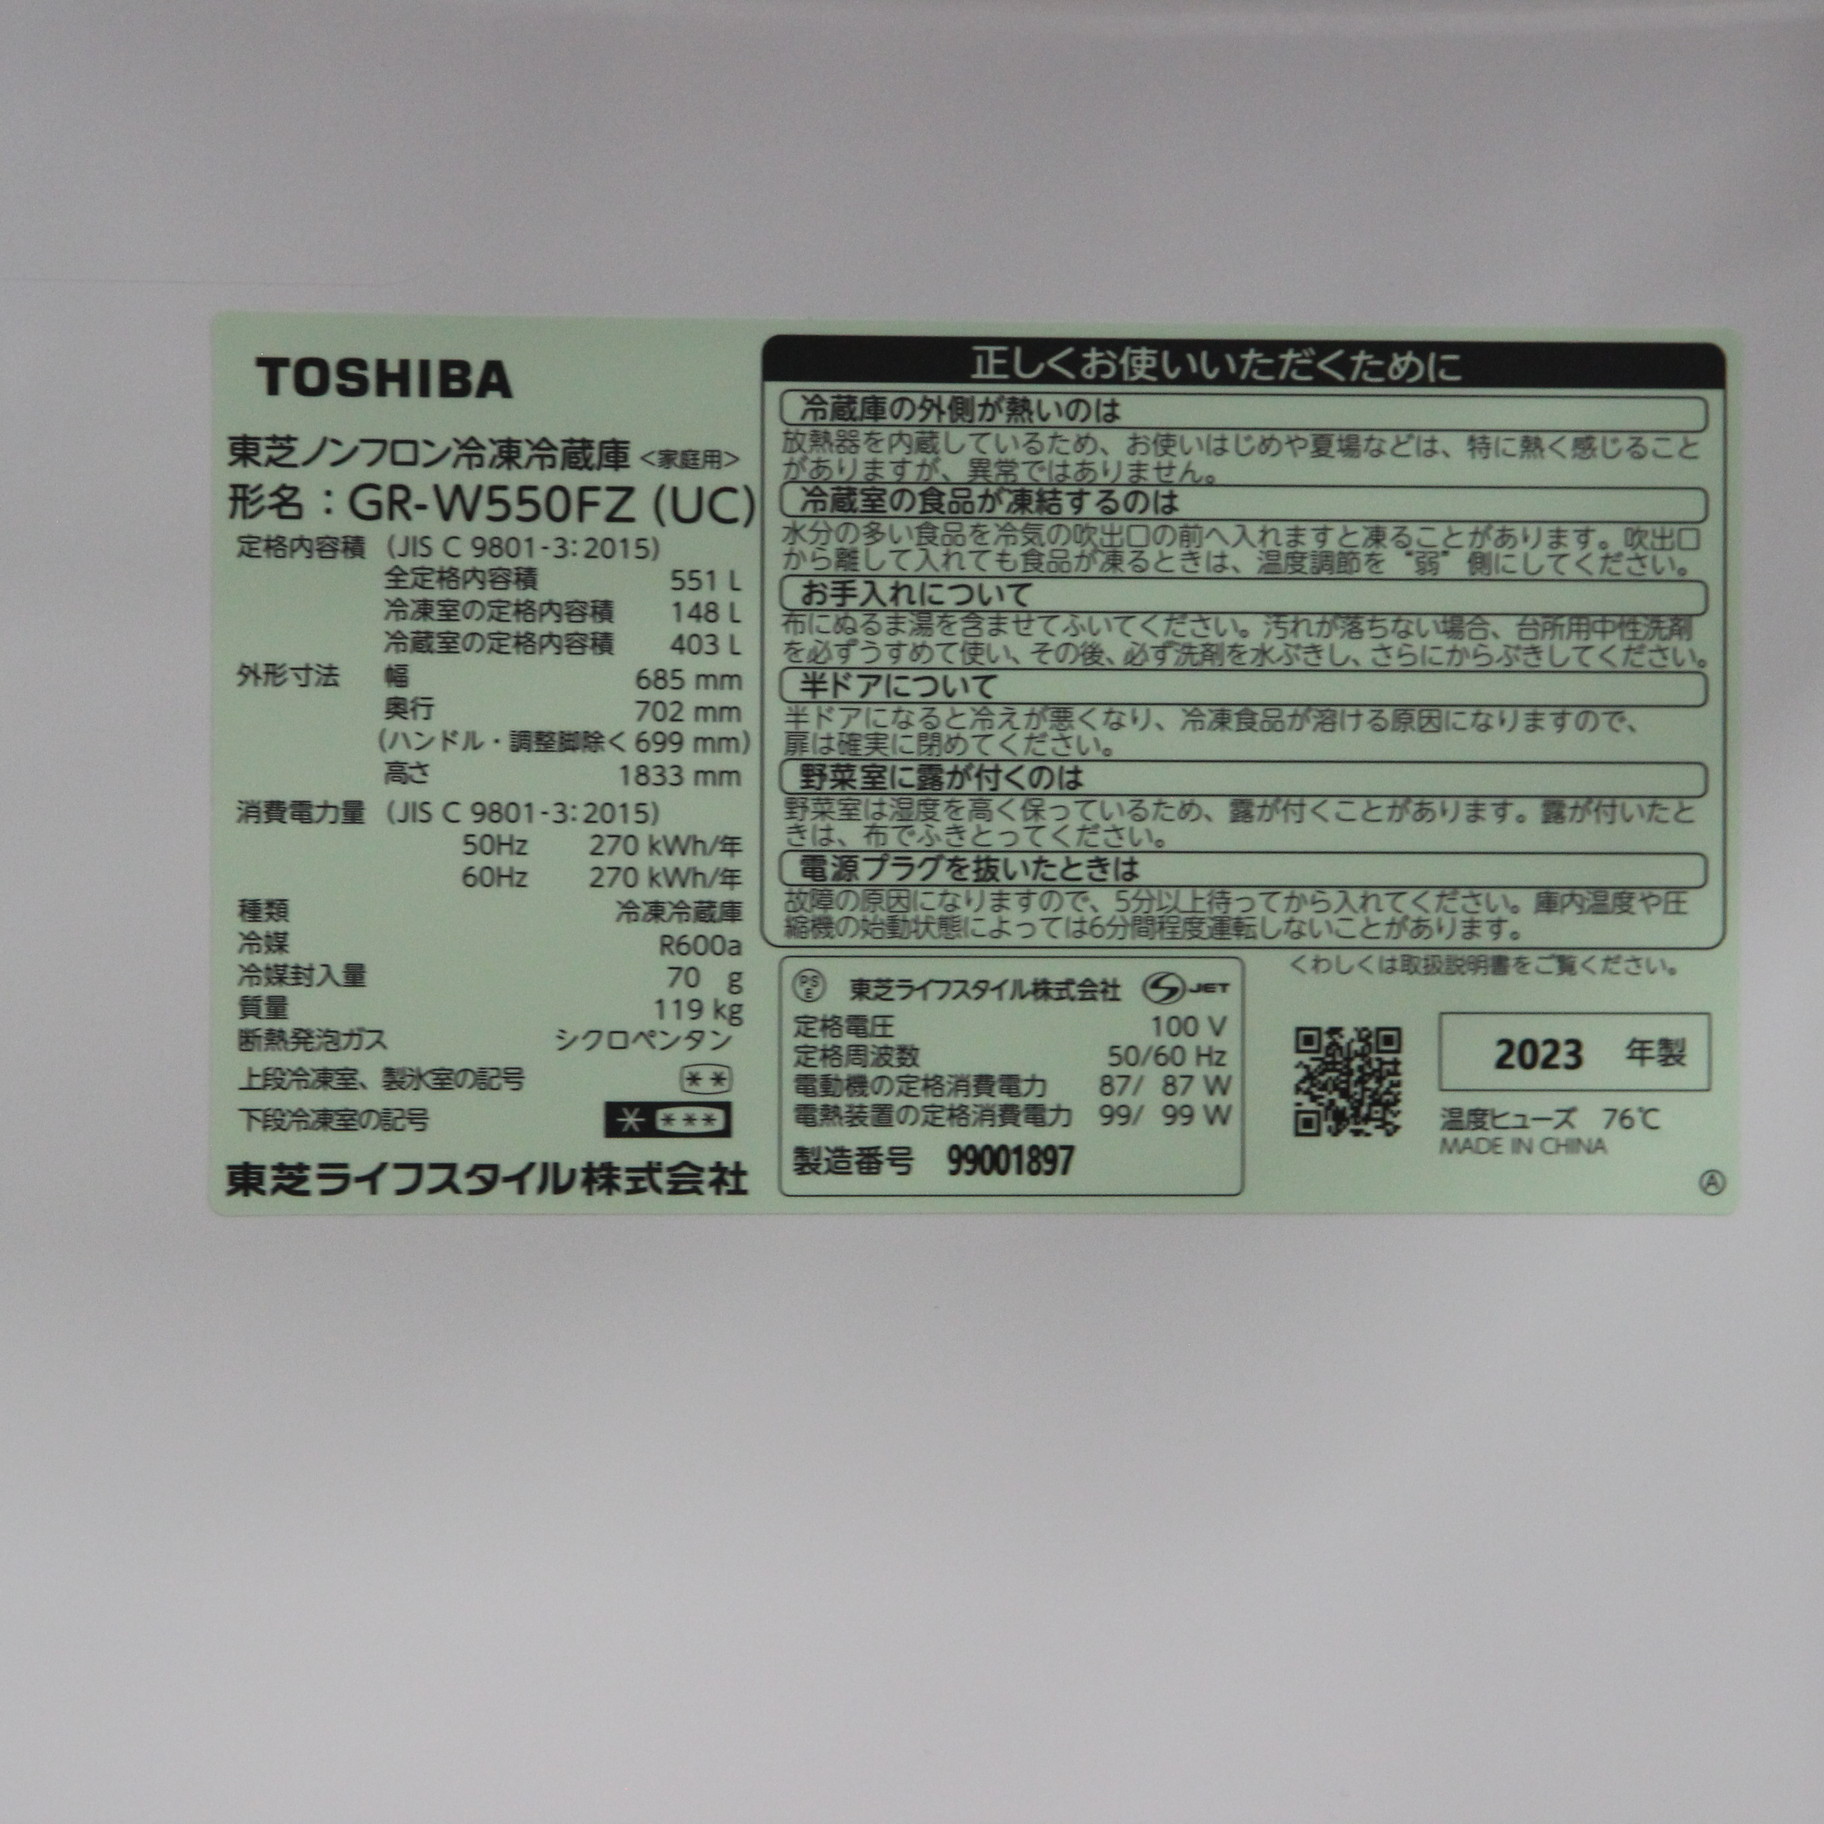 TOSHIBA
東芝ノンフロン冷凍冷蔵庫 <家庭用>
形名：GR-W550FZ (UC)
定格内容積 (JIS C 9801-3:2015)
全定格内容積 551 L
冷凍室の定格内容積 148 L
冷蔵室の定格内容積 403 L
外形寸法 幅 685 mm
奥行 702 mm
(ハンドル・調整脚除く 699 mm)
高さ 1833 mm
消費電力量 (JIS C 9801-3:2015)
50Hz 270 kWh/年
60Hz 270 kWh/年
種類 冷凍冷蔵庫
冷媒 R600a
冷媒封入量 70 g
質量 119 kg
断熱発泡ガス シクロペンタン
上段冷凍室、製氷室の記号 **
下段冷凍室の記号 * ***
東芝ライフスタイル株式会社
正しくお使いいただくために
冷蔵庫の外側が熱いのは
放熱器を内蔵しているため、お使いはじめや夏場などは、特に熱く感じること
がありますが、異常ではありません。
冷蔵室の食品が凍結するのは
水分の多い食品を冷気の吹出口の前へ入れますと凍ることがあります。吹出口
から離して入れても食品が凍るときは、温度調節を“弱”側にしてください。
お手入れについて
布にぬるま湯を含ませてふいてください。汚れが落ちない場合、台所用中性洗剤
を必ずうすめて使い、その後、必ず洗剤を水ぶきし、さらにからぶきしてください。
半ドアについて
半ドアになると冷えが悪くなり、冷凍食品が溶ける原因になりますので、
扉は確実に閉めてください。
野菜室に露が付くのは
野菜室は湿度を高く保っているため、露が付くことがあります。露が付いたと
きは、布でふきとってください。
電源プラグを抜いたときは
故障の原因になりますので、5分以上待ってから入れてください。庫内温度や圧
縮機の始動状態によっては6分間程度運転しないことがあります。
くわしくは取扱説明書をご覧ください。
PSE 東芝ライフスタイル株式会社 S JET
定格電圧 100 V
定格周波数 50/60 Hz
電動機の定格消費電力 87/ 87 W
電熱装置の定格消費電力 99/ 99 W
製造番号 99001897
2023 年製
温度ヒューズ 76℃
MADE IN CHINA
Ⓐ